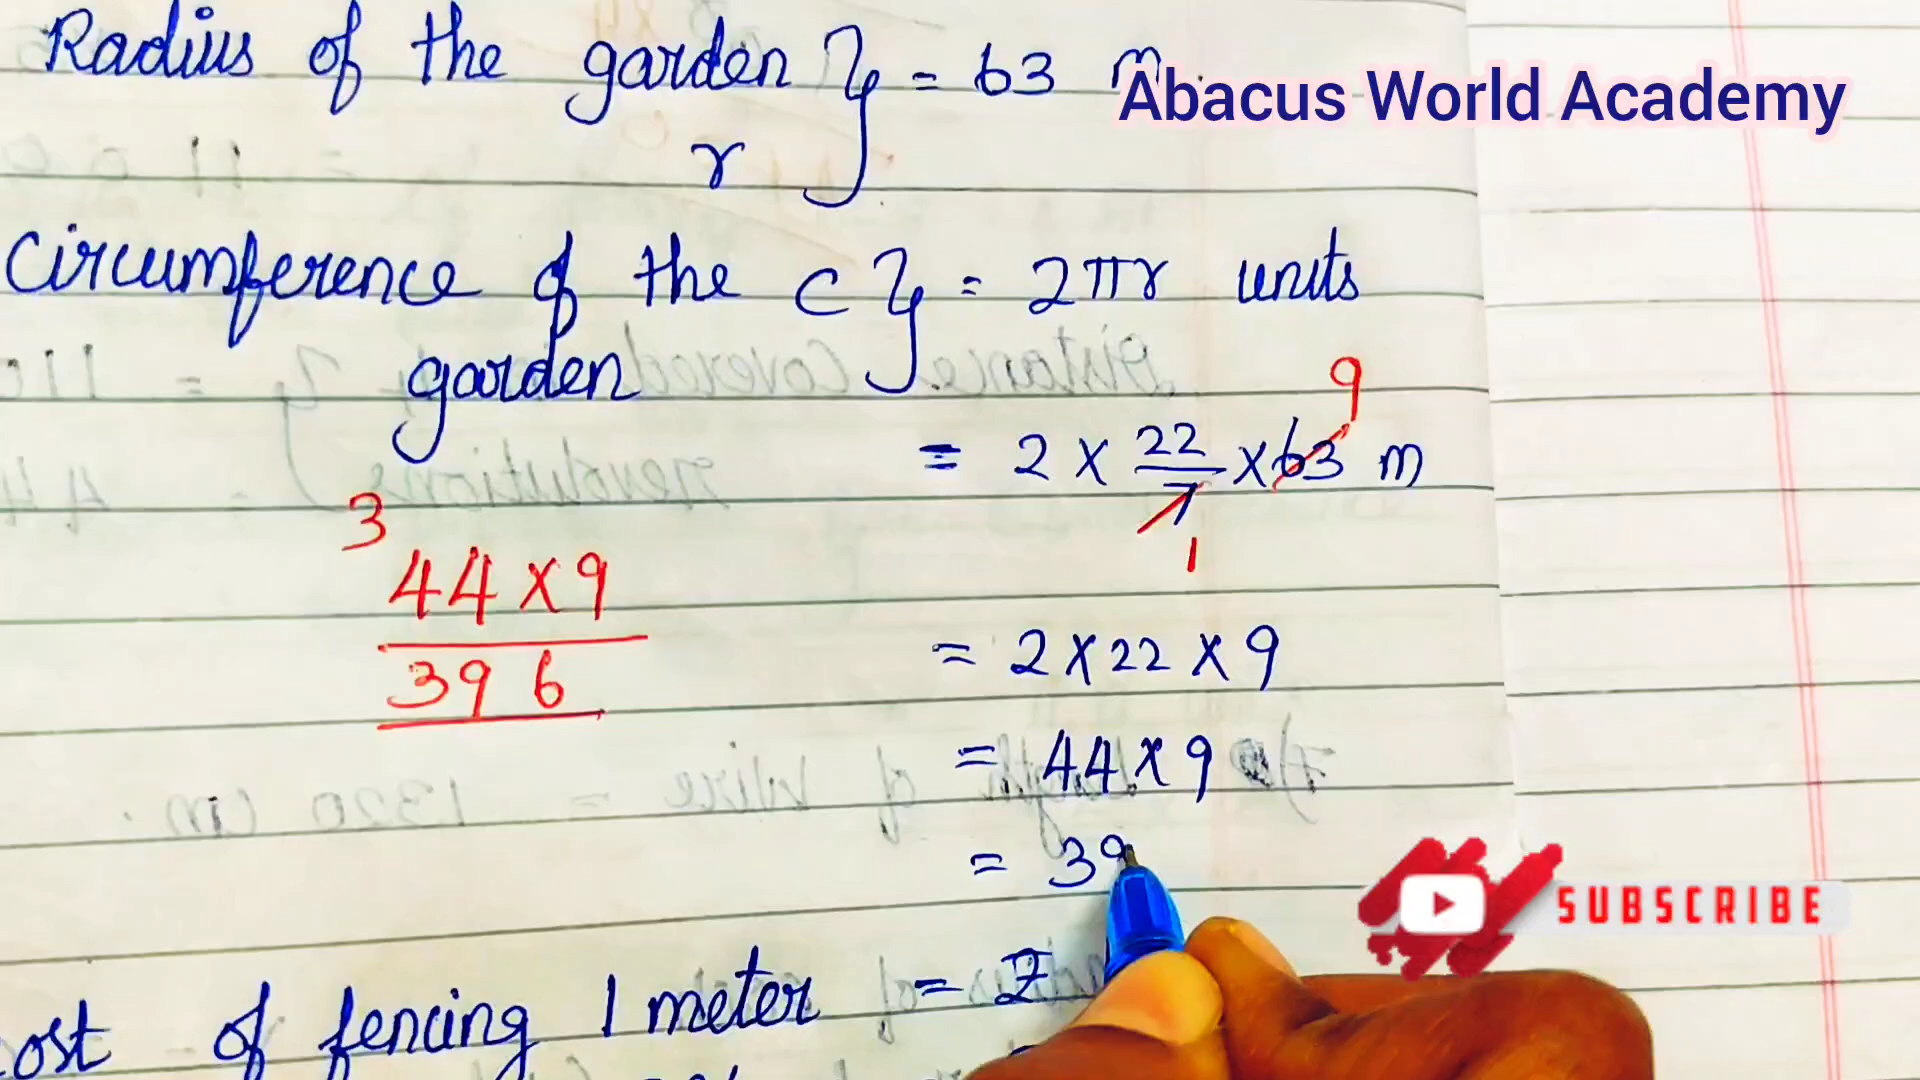 Radius of the garden } = 63 m.
Abacus World Academy
r
Circumference of the C } = 2πr units
garden
9
= 2 × 22/7 × 63 m
1
3
44 × 9
396
= 2 × 22 × 9
= 44 × 9
= 39
SUBSCRIBE
ost of fencing 1 meter =